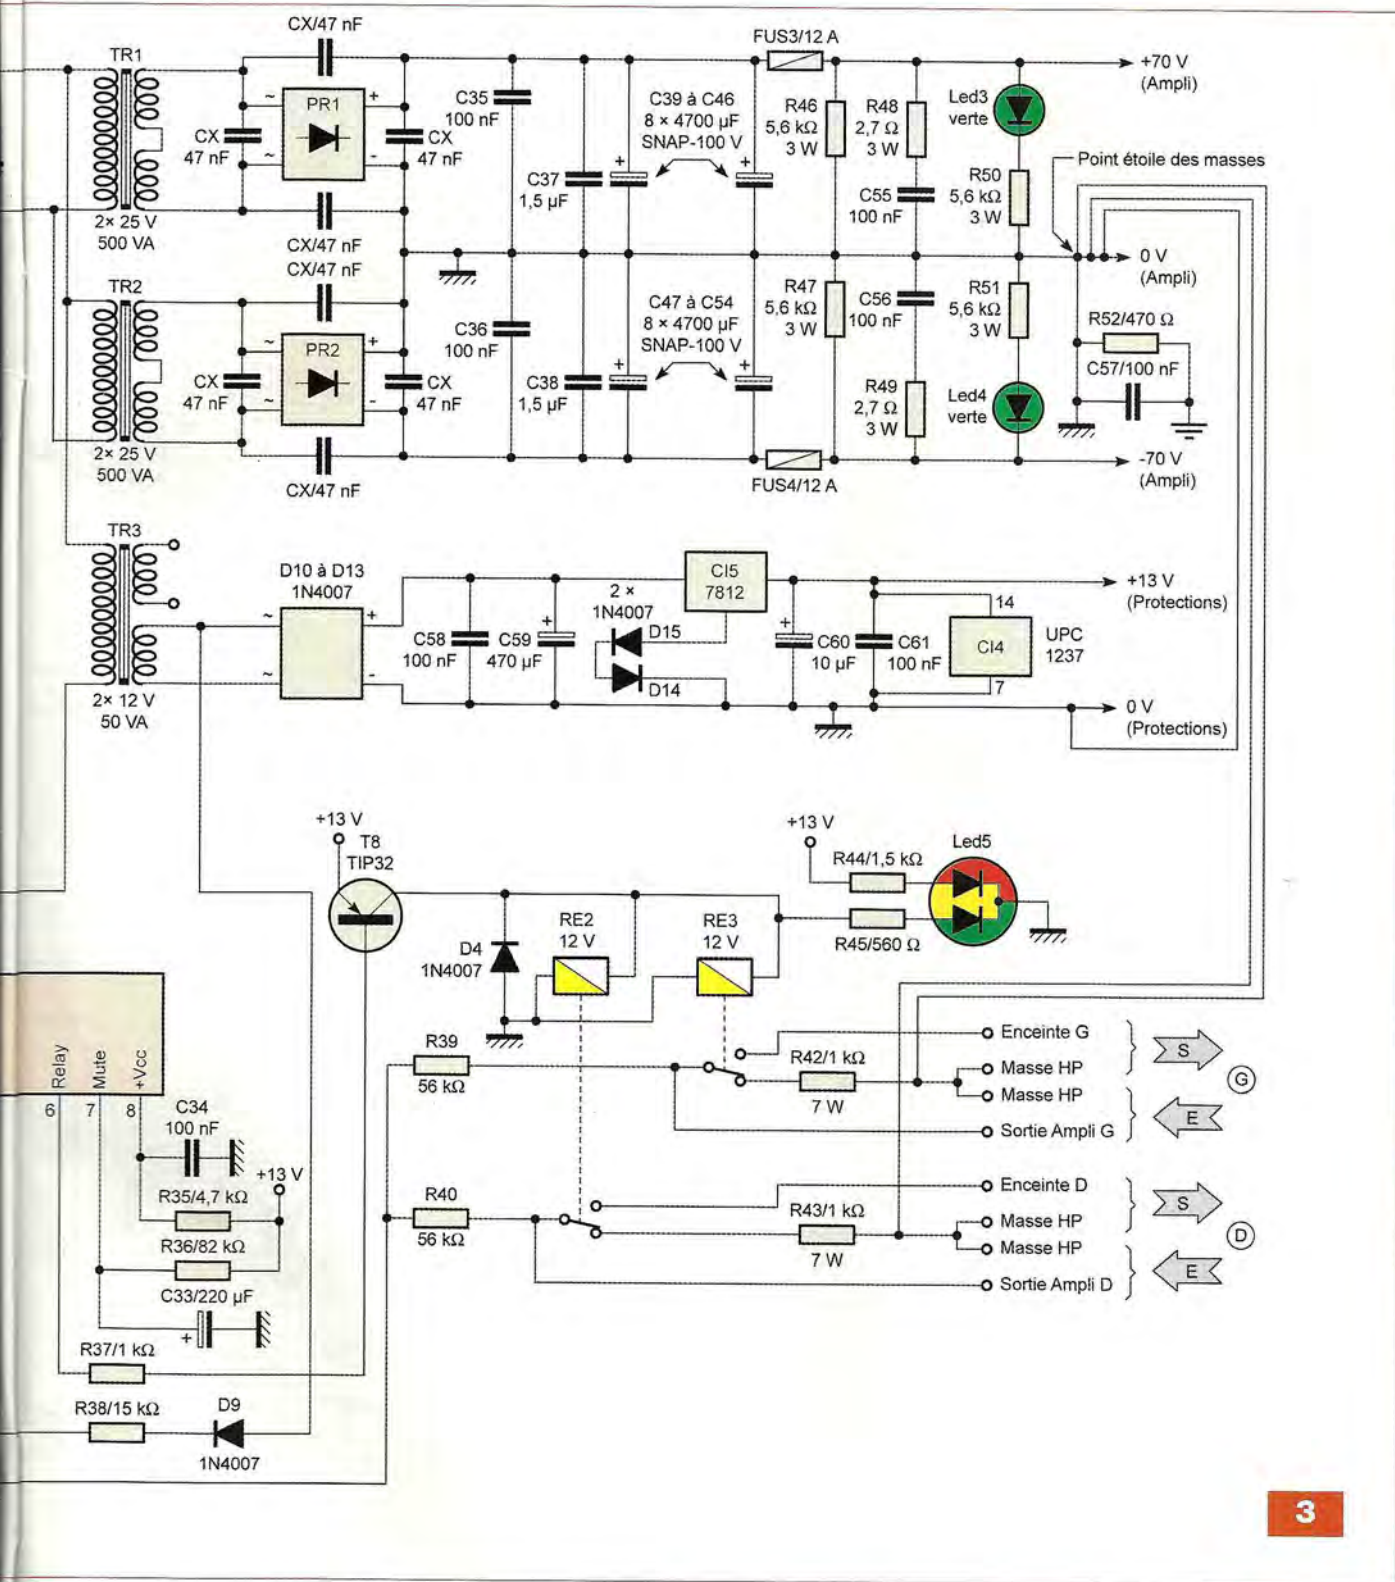 CX/47 nF
FUS3/12 A
TR1
+70 V
(Ampli)
PR1
~
+
~
-
CX
47 nF
CX
47 nF
C35
100 nF
C39 à C46
8 × 4700 µF
SNAP-100 V
R46
5,6 kΩ
3 W
R48
2,7 Ω
3 W
Led3
verte
Point étoile des masses
C37
1,5 µF
+
+
C55
100 nF
R50
5,6 kΩ
3 W
2× 25 V
500 VA
CX/47 nF
CX/47 nF
0 V
(Ampli)
TR2
PR2
~
+
~
-
CX
47 nF
CX
47 nF
C36
100 nF
C47 à C54
8 × 4700 µF
SNAP-100 V
R47
5,6 kΩ
3 W
C56
100 nF
R51
5,6 kΩ
3 W
R52/470 Ω
C57/100 nF
C38
1,5 µF
+
+
R49
2,7 Ω
3 W
Led4
verte
2× 25 V
500 VA
CX/47 nF
FUS4/12 A
-70 V
(Ampli)
TR3
D10 à D13
1N4007
~
+
~
-
C58
100 nF
C59
470 µF
+
2 ×
1N4007
D15
D14
CI5
7812
+
C60
10 µF
C61
100 nF
14
CI4
7
UPC
1237
+13 V
(Protections)
0 V
(Protections)
2× 12 V
50 VA
+13 V
T8
TIP32
+13 V
R44/1,5 kΩ
Led5
R45/560 Ω
D4
1N4007
RE2
12 V
RE3
12 V
Relay
Mute
+Vcc
6
7
8
C34
100 nF
+13 V
R35/4,7 kΩ
R36/82 kΩ
C33/220 µF
+
R37/1 kΩ
R38/15 kΩ
D9
1N4007
R39
56 kΩ
R42/1 kΩ
7 W
Enceinte G
Masse HP
Masse HP
Sortie Ampli G
S
E
G
R40
56 kΩ
R43/1 kΩ
7 W
Enceinte D
Masse HP
Masse HP
Sortie Ampli D
S
E
D
3